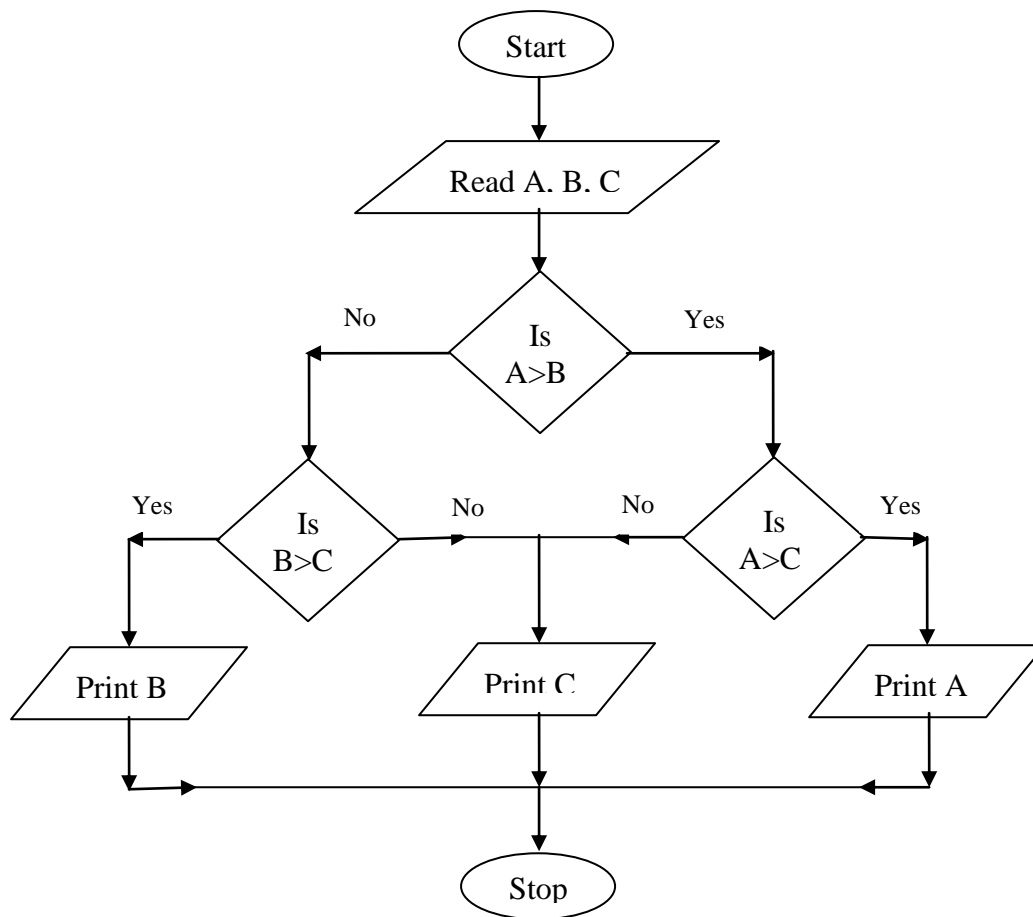 Start
Read A, B, C
No
Yes
Is
A>B
Yes
No
No
Yes
Is
B>C
Is
A>C
Print B
Print C
Print A
Stop